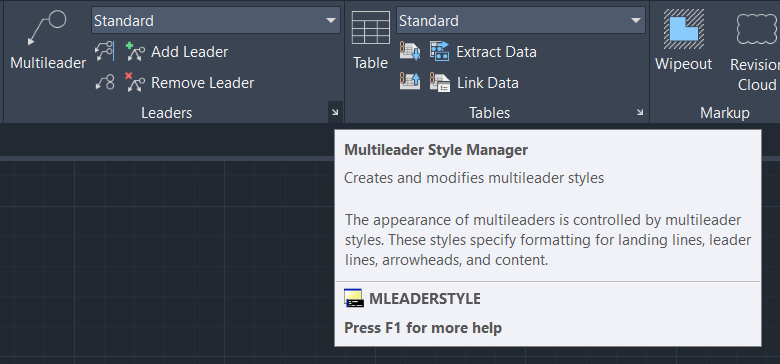 Standard
Standard
Multileader
Add Leader
Remove Leader
Table
Extract Data
Link Data
Wipeout
Revision
Cloud
Leaders
Tables
Markup
Multileader Style Manager
Creates and modifies multileader styles
The appearance of multileaders is controlled by multileader
styles. These styles specify formatting for landing lines, leader
lines, arrowheads, and content.
MLEADERSTYLE
Press F1 for more help